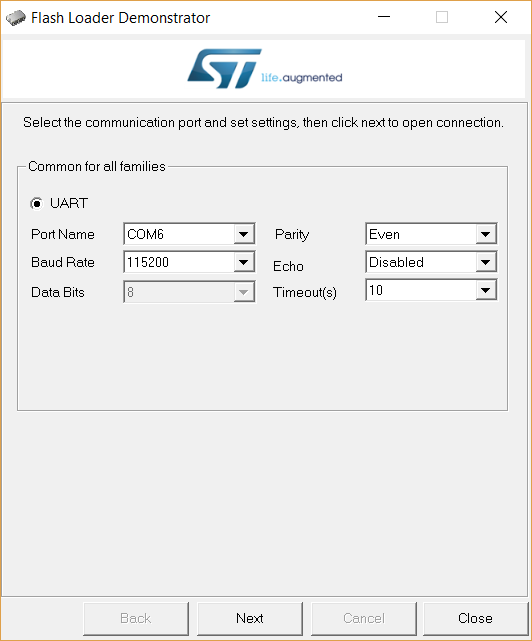 Flash Loader Demonstrator
ST life.augmented
Select the communication port and set settings, then click next to open connection.
Common for all families
UART
Port Name COM6 Parity Even
Baud Rate 115200 Echo Disabled
Data Bits 8 Timeout(s) 10
Back Next Cancel Close